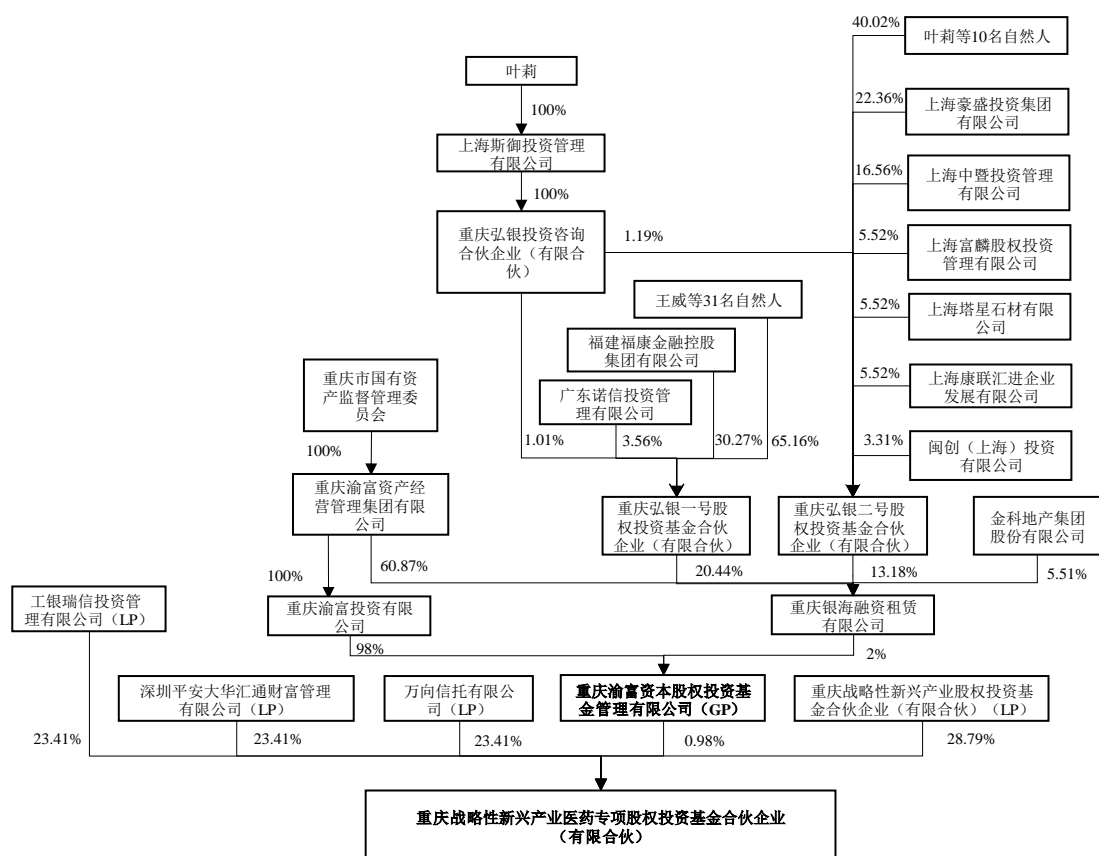 40.02%
叶莉等10名自然人
叶莉
100%
22.36%
上海豪盛投资集团
有限公司
上海斯御投资管理
有限公司
100%
16.56%
上海中暨投资管理
有限公司
重庆弘银投资咨询
合伙企业（有限合
伙）
1.19%
5.52%
上海富麟股权投资
管理有限公司
王威等31名自然人
5.52%
上海塔星石材有限
公司
福建福康金融控股
集团有限公司
重庆市国有资
产监督管理委
员会
广东诺信投资管
理有限公司
5.52%
上海康联汇进企业
发展有限公司
100%
1.01%
3.56%
30.27%
65.16%
3.31%
闽创（上海）投资
有限公司
重庆渝富资产经
营管理集团有限
公司
重庆弘银一号股
权投资基金合伙
企业（有限合伙）
重庆弘银二号股
权投资基金合伙
企业（有限合伙）
金科地产集团
股份有限公司
100%
60.87%
20.44%
13.18%
5.51%
工银瑞信投资管
理有限公司（LP）
重庆渝富投资有限
公司
重庆银海融资租赁
有限公司
98%
2%
深圳平安大华汇通财富管理
有限公司（LP）
万向信托有限公
司（LP）
重庆渝富资本股权投资基
金管理有限公司（GP）
重庆战略性新兴产业股权投资基
金合伙企业（有限合伙）（LP）
23.41%
23.41%
23.41%
0.98%
28.79%
重庆战略性新兴产业医药专项股权投资基金合伙企业
（有限合伙）